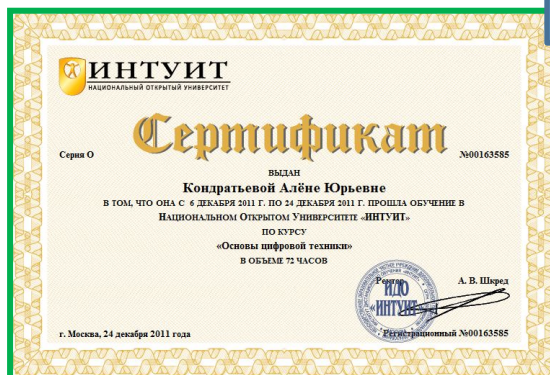 ИНТУИТ
НАЦИОНАЛЬНЫЙ ОТКРЫТЫЙ УНИВЕРСИТЕТ
Сертификат
Серия О №00163585
ВЫДАН
Кондратьевой Алёне Юрьевне
В ТОМ, ЧТО ОНА С 6 ДЕКАБРЯ 2011 Г. ПО 24 ДЕКАБРЯ 2011 Г. ПРОШЛА ОБУЧЕНИЕ В
НАЦИОНАЛЬНОМ ОТКРЫТОМ УНИВЕРСИТЕТЕ «ИНТУИТ»
ПО КУРСУ
«Основы цифровой техники»
В ОБЪЕМЕ 72 ЧАСОВ
Ректор А. В. Шкред
ИДО
«ИНТУИТ»
г. Москва, 24 декабря 2011 года Регистрационный №00163585